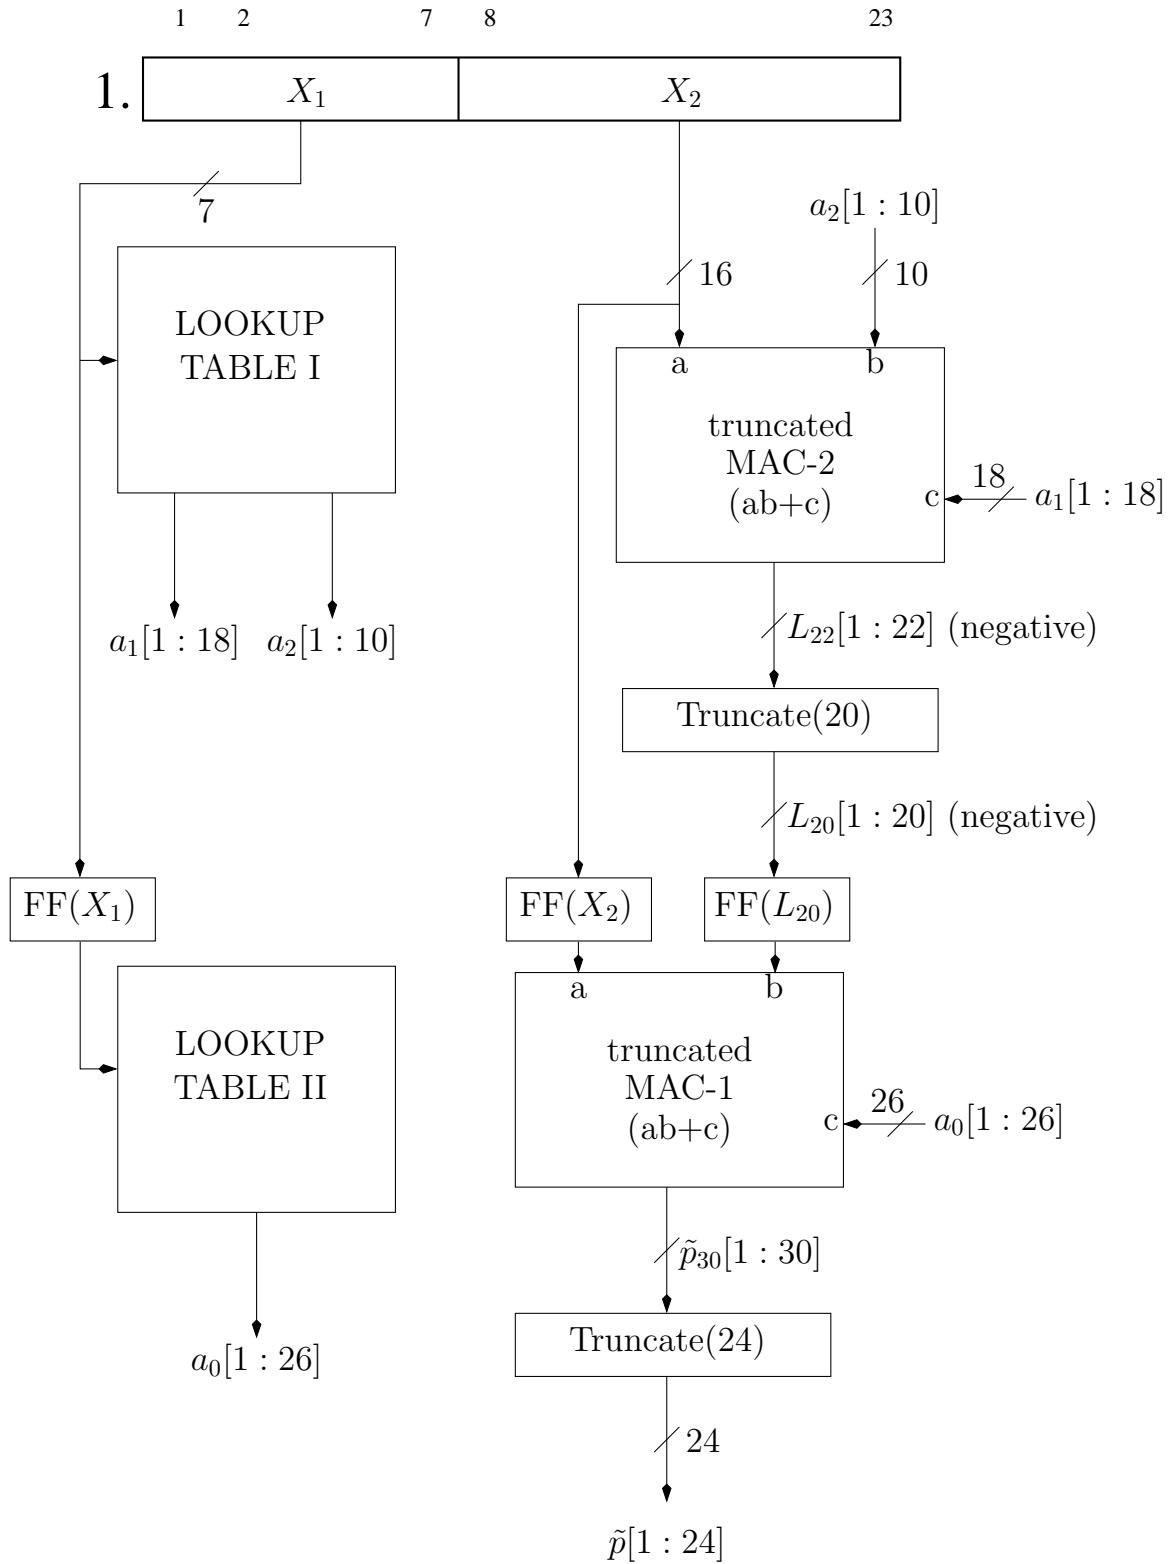 1 2 7 8 23
1. X₁ X₂
7
a₂[1 : 10]
16 10
LOOKUP
TABLE I
a b
truncated
MAC-2
(ab+c)
c 18 a₁[1 : 18]
a₁[1 : 18] a₂[1 : 10]
L₂₂[1 : 22] (negative)
Truncate(20)
L₂₀[1 : 20] (negative)
FF(X₁) FF(X₂) FF(L₂₀)
a b
LOOKUP
TABLE II
truncated
MAC-1
(ab+c)
c 26 a₀[1 : 26]
p̃₃₀[1 : 30]
Truncate(24)
a₀[1 : 26]
24
p̃[1 : 24]